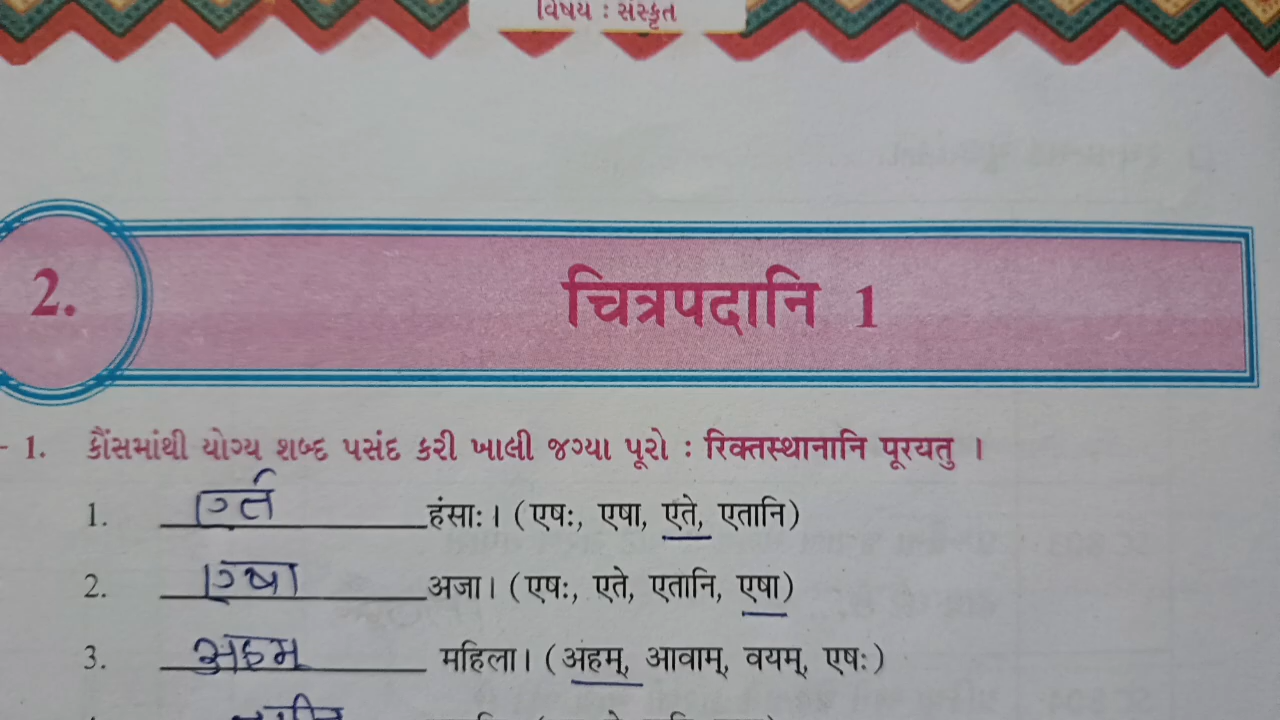 વિષય : સંસ્કૃત
2. चित्रपदानि 1
- 1. કૌંસમાંથી યોગ્ય શબ્દ પસંદ કરી ખાલી જગ્યા પૂરો : रिक्तस्थानानि पूरयतु ।
1. एते हंसाः । (एषः, एषा, एते, एतानि)
2. एषा अजा । (एषः, एते, एतानि, एषा)
3. अहम महिला । (अंहम्, आवाम्, वयम्, एषः)